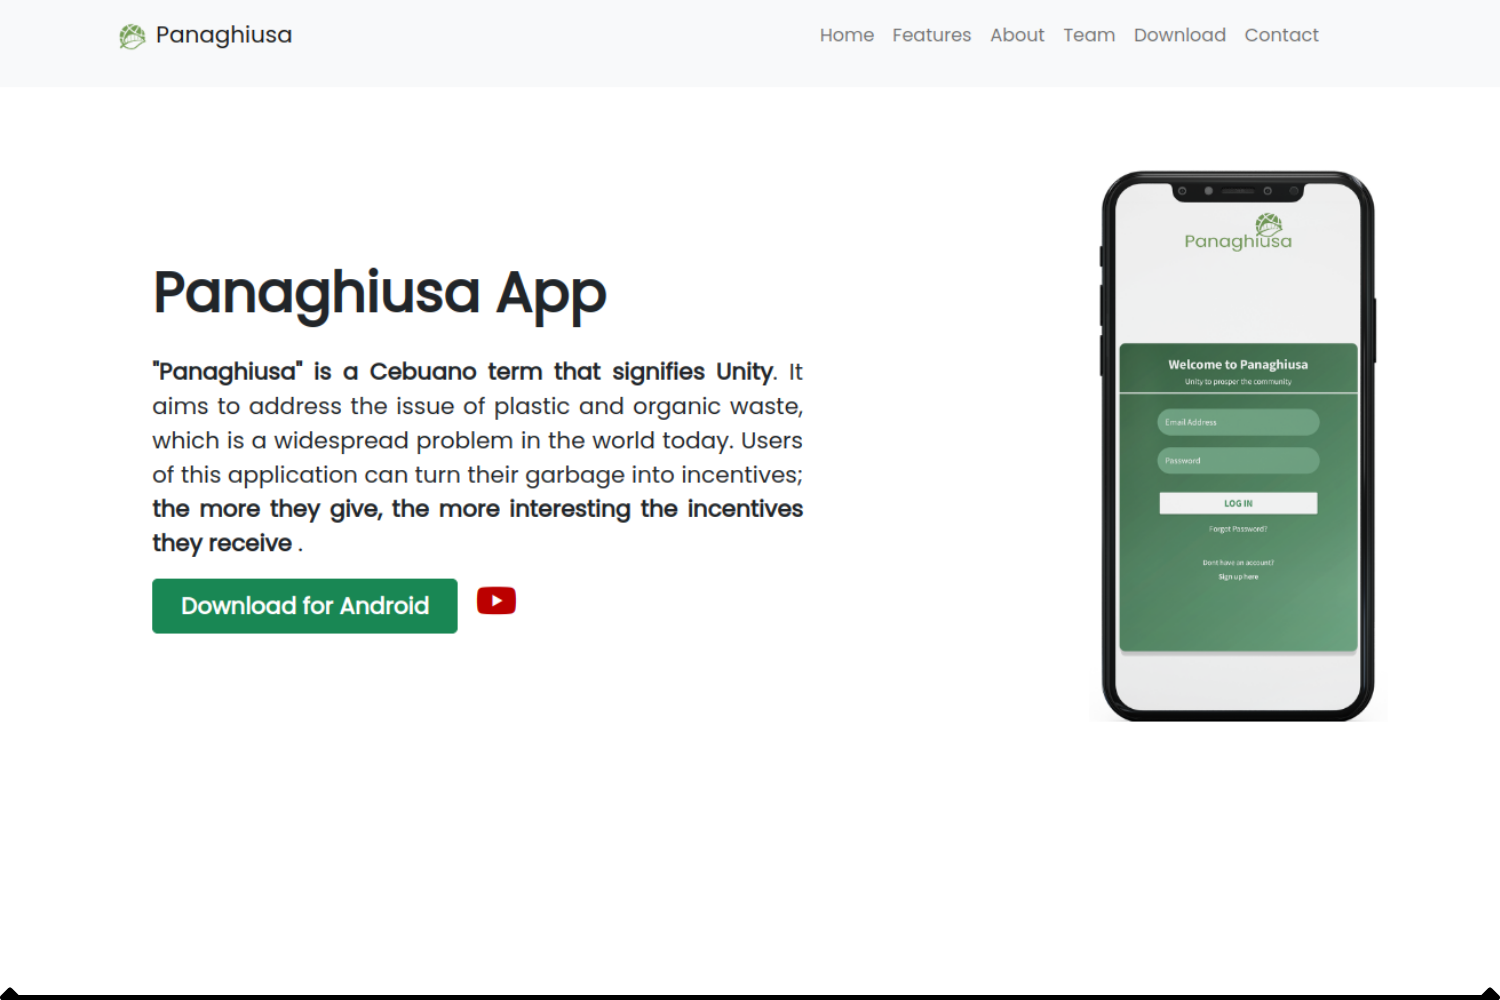 Panaghiusa
Home Features About Team Download Contact
Panaghiusa App
"Panaghiusa" is a Cebuano term that signifies Unity. It
aims to address the issue of plastic and organic waste,
which is a widespread problem in the world today. Users
of this application can turn their garbage into incentives;
the more they give, the more interesting the incentives
they receive .
Download for Android
Panaghiusa
Welcome to Panaghiusa
Unity to prosper the community
Email Address
Password
LOG IN
Forgot Password?
Dont have an account?
Sign up here